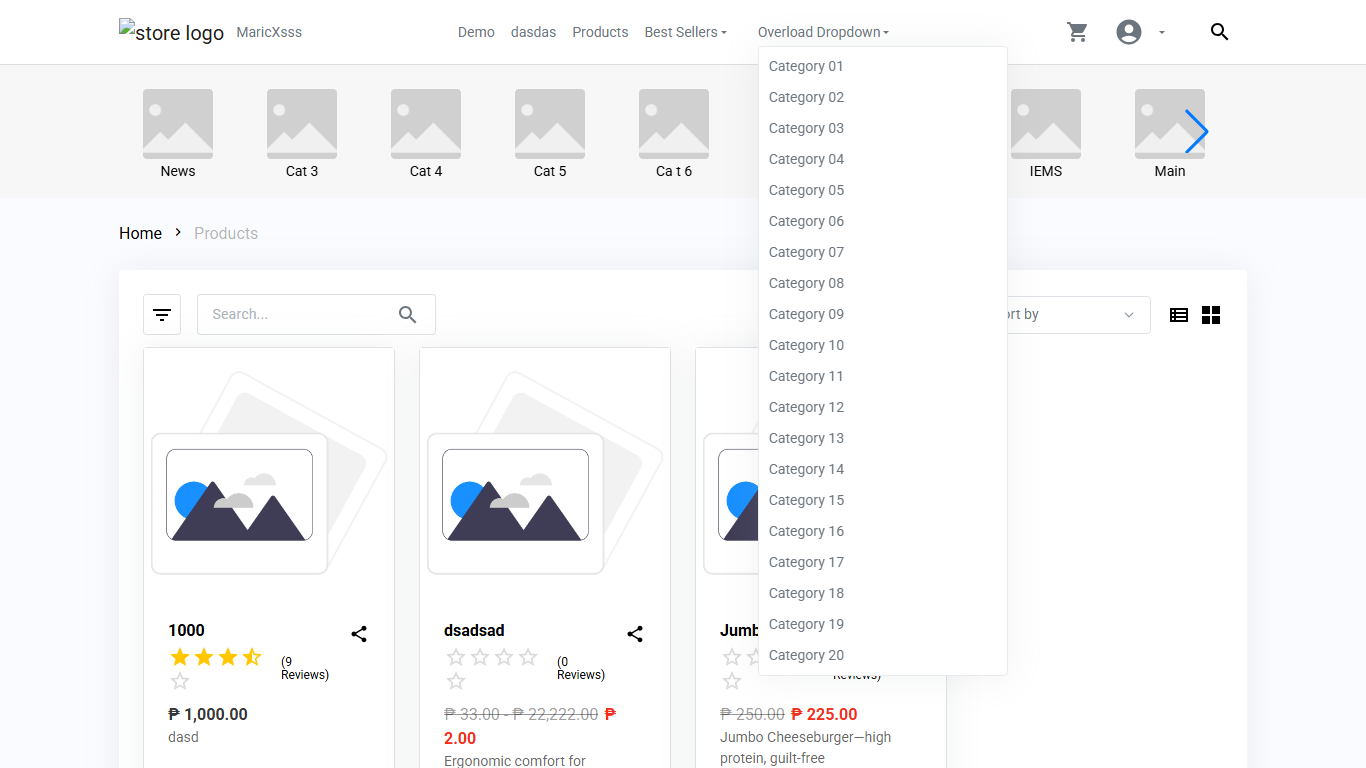 store logo MaricXsss Demo dasdas Products Best Sellers Overload Dropdown
Category 01
Category 02
Category 03
Category 04
Category 05
Category 06
Category 07
Category 08
Category 09
Category 10
Category 11
Category 12
Category 13
Category 14
Category 15
Category 16
Category 17
Category 18
Category 19
Category 20
News Cat 3 Cat 4 Cat 5 Ca t 6 IEMS Main
Home Products
Search...
by
1000
(9
Reviews)
₱ 1,000.00
dasd
dsadsad
(0
Reviews)
₱ 33.00 - ₱ 22,222.00 ₱
2.00
Ergonomic comfort for
₱ 250.00 ₱ 225.00
Jumbo Cheeseburger—high
protein, guilt-free